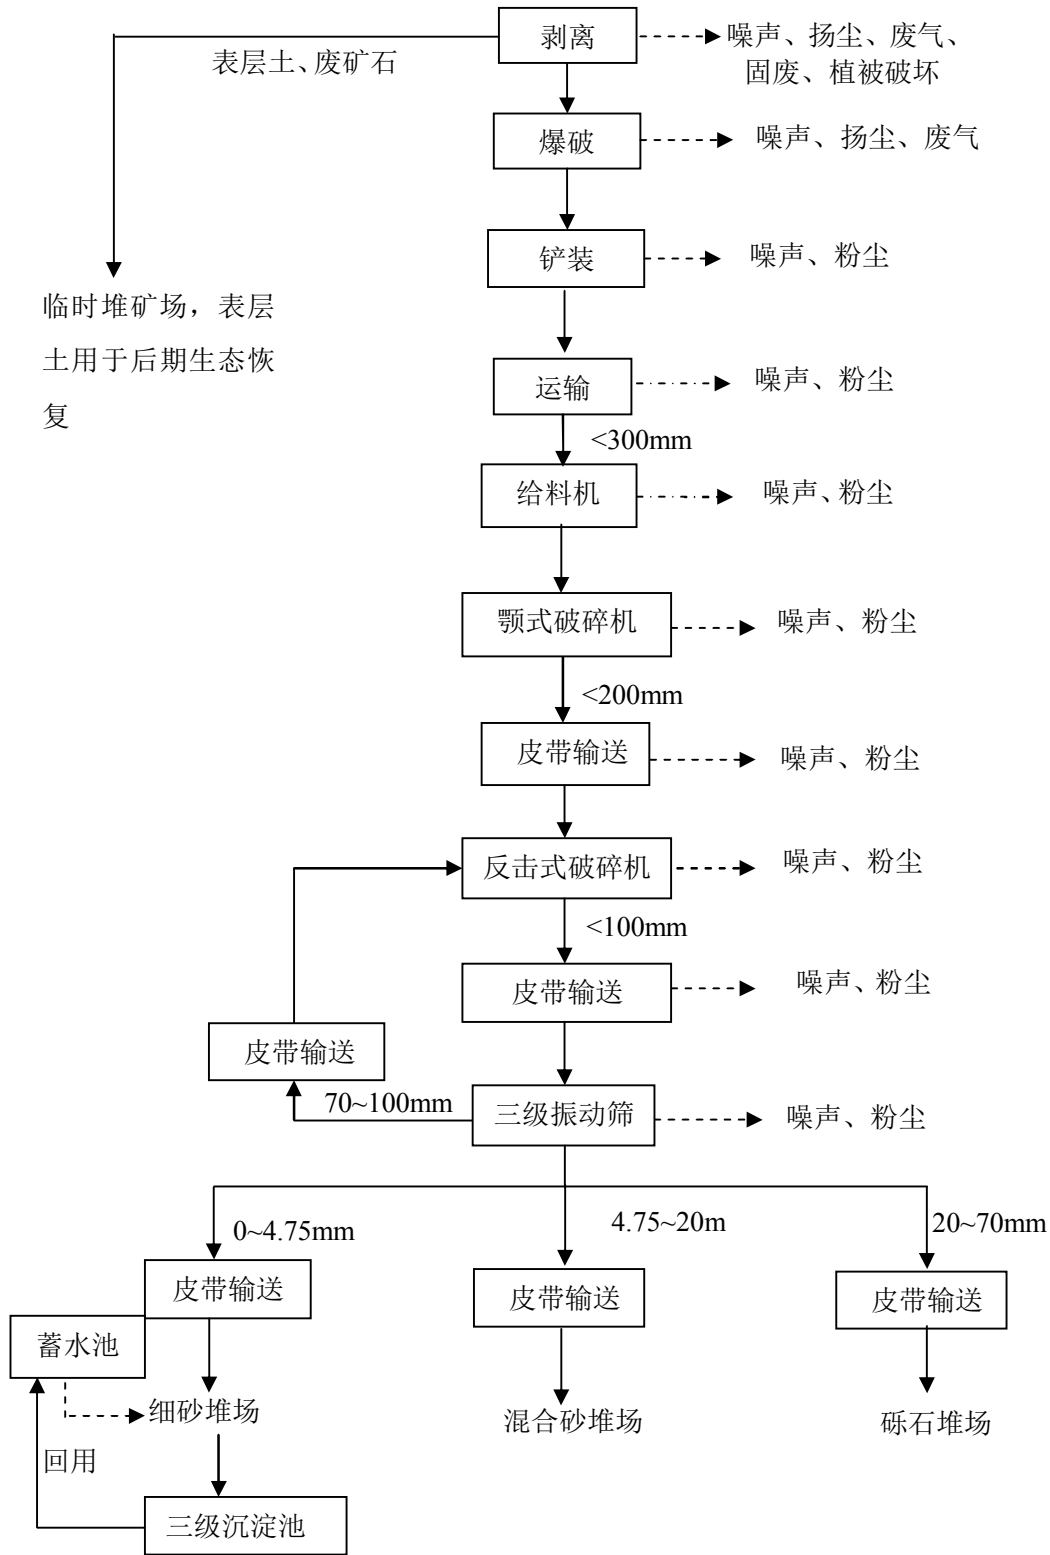 剥离
噪声、扬尘、废气、
固废、植被破坏
表层土、废矿石
爆破
噪声、扬尘、废气
铲装
噪声、粉尘
临时堆矿场，表层
土用于后期生态恢
复
运输
噪声、粉尘
<300mm
给料机
噪声、粉尘
颚式破碎机
噪声、粉尘
<200mm
皮带输送
噪声、粉尘
反击式破碎机
噪声、粉尘
<100mm
皮带输送
噪声、粉尘
皮带输送
70~100mm
三级振动筛
噪声、粉尘
0~4.75mm
4.75~20m
20~70mm
皮带输送
皮带输送
皮带输送
蓄水池
细砂堆场
混合砂堆场
砾石堆场
回用
三级沉淀池